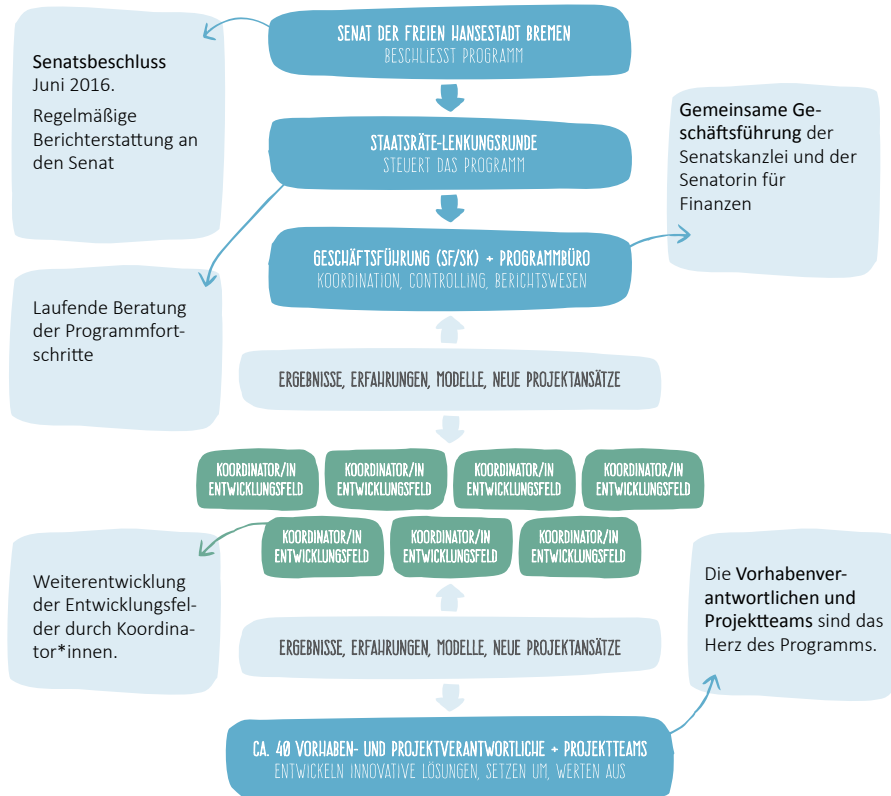 SENAT DER FREIEN HANSESTADT BREMEN
BESCHLIESST PROGRAMM
Senatsbeschluss
Juni 2016.
Regelmäßige
Berichterstattung an
den Senat
STAATSRÄTE-LENKUNGSRUNDE
STEUERT DAS PROGRAMM
Gemeinsame Ge-
schäftsführung der
Senatskanzlei und der
Senatorin für
Finanzen
GESCHÄFTSFÜHRUNG (SF/SK) + PROGRAMMBÜRO
KOORDINATION, CONTROLLING, BERICHTSWESEN
Laufende Beratung
der Programmfort-
schritte
ERGEBNISSE, ERFAHRUNGEN, MODELLE, NEUE PROJEKTANSÄTZE
KOORDINATOR/IN
ENTWICKLUNGSFELD
KOORDINATOR/IN
ENTWICKLUNGSFELD
KOORDINATOR/IN
ENTWICKLUNGSFELD
KOORDINATOR/IN
ENTWICKLUNGSFELD
KOORDINATOR/IN
ENTWICKLUNGSFELD
KOORDINATOR/IN
ENTWICKLUNGSFELD
KOORDINATOR/IN
ENTWICKLUNGSFELD
Weiterentwicklung
der Entwicklungsfel-
der durch Koordina-
tor*innen.
ERGEBNISSE, ERFAHRUNGEN, MODELLE, NEUE PROJEKTANSÄTZE
Die Vorhabenver-
antwortlichen und
Projektteams sind das
Herz des Programms.
CA. 40 VORHABEN- UND PROJEKTVERANTWORTLICHE + PROJEKTTEAMS
ENTWICKELN INNOVATIVE LÖSUNGEN, SETZEN UM, WERTEN AUS